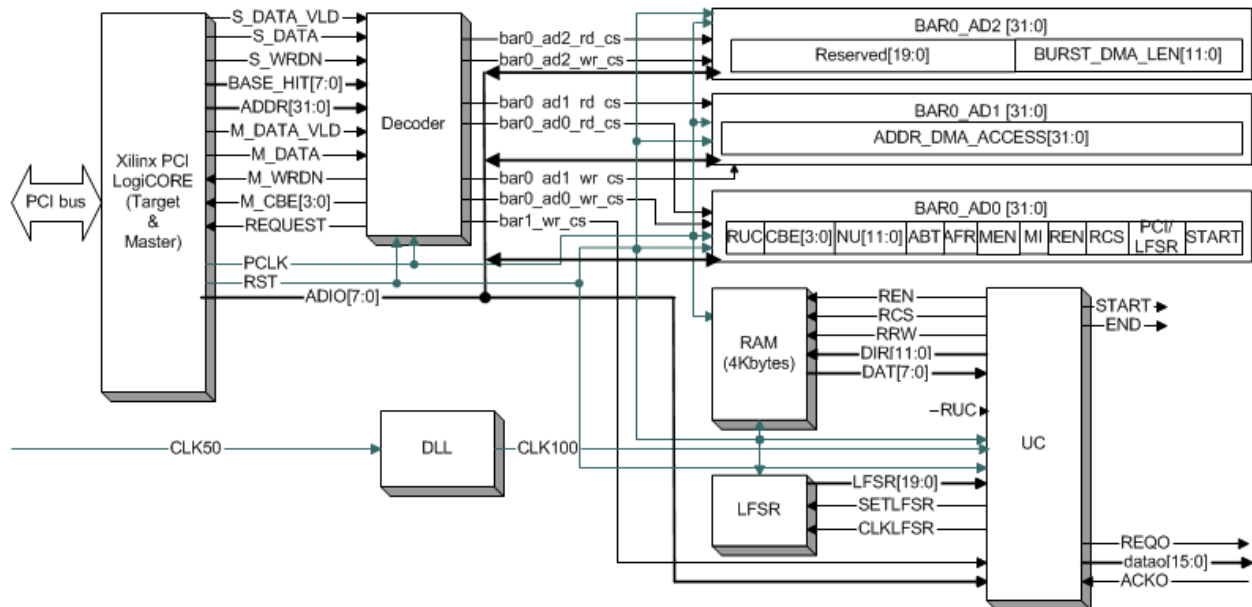 S_DATA_VLD
S_DATA
S_WRDN
BASE_HIT[7:0]
ADDR[31:0]
M_DATA_VLD
M_DATA
M_WRDN
M_CBE[3:0]
REQUEST
PCLK
RST
ADIO[7:0]
PCI bus
Xilinx PCI
LogiCORE
(Target
&
Master)
Decoder
bar0_ad2_rd_cs
bar0_ad2_wr_cs
bar0_ad1_rd_cs
bar0_ad0_rd_cs
bar0_ad1_wr_cs
bar0_ad0_wr_cs
bar1_wr_cs
BAR0_AD2 [31:0]
Reserved[19:0]
BURST_DMA_LEN[11:0]
BAR0_AD1 [31:0]
ADDR_DMA_ACCESS[31:0]
BAR0_AD0 [31:0]
RUC
CBE[3:0]
NU[11:0]
ABT
AFR
MEN
MI
REN
RCS
PCI/
LFSR
START
RAM
(4Kbytes)
REN
RCS
RRW
DIR[11:0]
DAT[7:0]
RUC
UC
START
END
CLK50
DLL
CLK100
LFSR
LFSR[19:0]
SETLFSR
CLKLFSR
REQO
datao[15:0]
ACKO